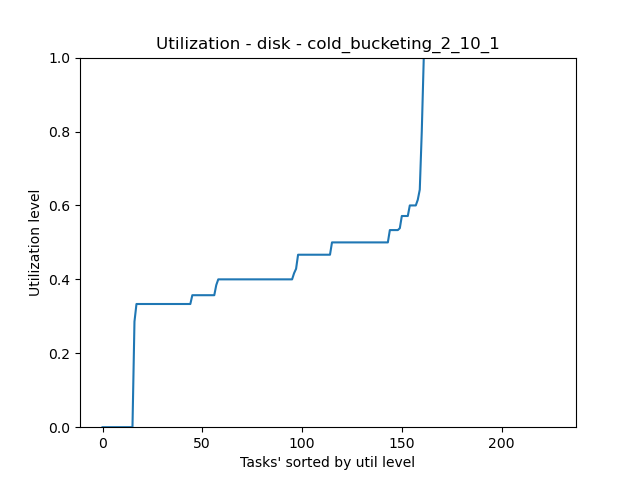 Utilization - disk - cold_bucketing_2_10_1
1.0
0.8
0.6
0.4
0.2
0.0
Utilization level
0 50 100 150 200
Tasks' sorted by util level